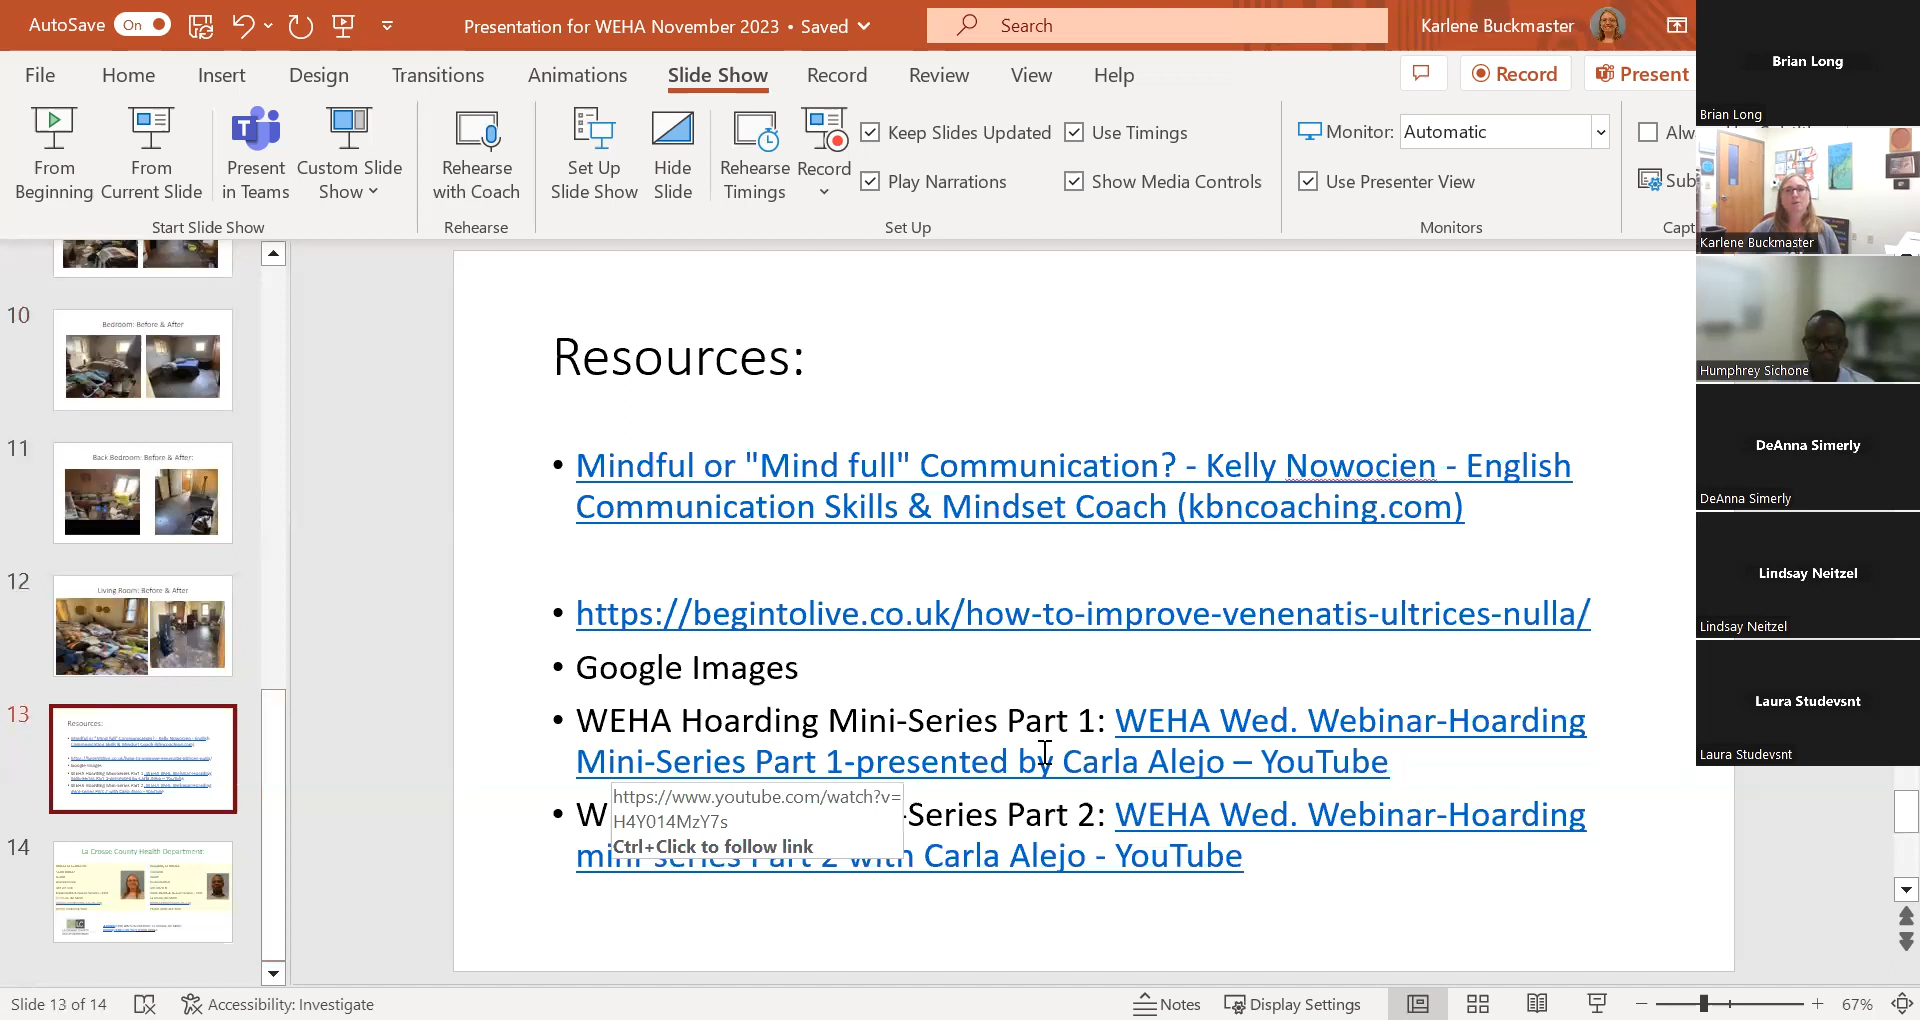 AutoSave On Presentation for WEHA November 2023 • Saved Search Karlene Buckmaster
File Home Insert Design Transitions Animations Slide Show Record Review View Help Record Present
From Beginning
From Current Slide
Present in Teams
Custom Slide Show
Rehearse with Coach
Set Up Slide Show
Hide Slide
Rehearse Timings
Record
Keep Slides Updated
Use Timings
Play Narrations
Show Media Controls
Monitor: Automatic
Use Presenter View
Start Slide Show Rehearse Set Up Monitors Capt
10
Bedroom: Before & After
11
Back Bedroom: Before & After:
12
Living Room: Before & After
13
Resources:
14
La Crosse County Health Department:
Resources:
• Mindful or "Mind full" Communication? - Kelly Nowocien - English
Communication Skills & Mindset Coach (kbncoaching.com)
• https://begintolive.co.uk/how-to-improve-venenatis-ultrices-nulla/
• Google Images
• WEHA Hoarding Mini-Series Part 1: WEHA Wed. Webinar-Hoarding
Mini-Series Part 1-presented by Carla Alejo – YouTube
https://www.youtube.com/watch?v=
H4Y014MzY7s
Ctrl+Click to follow link
-Series Part 2: WEHA Wed. Webinar-Hoarding
Carla Alejo - YouTube
Brian Long
Brian Long
Karlene Buckmaster
Humphrey Sichone
DeAnna Simerly
DeAnna Simerly
Lindsay Neitzel
Lindsay Neitzel
Laura Studevsnt
Laura Studevsnt
Slide 13 of 14 Accessibility: Investigate Notes Display Settings 67%